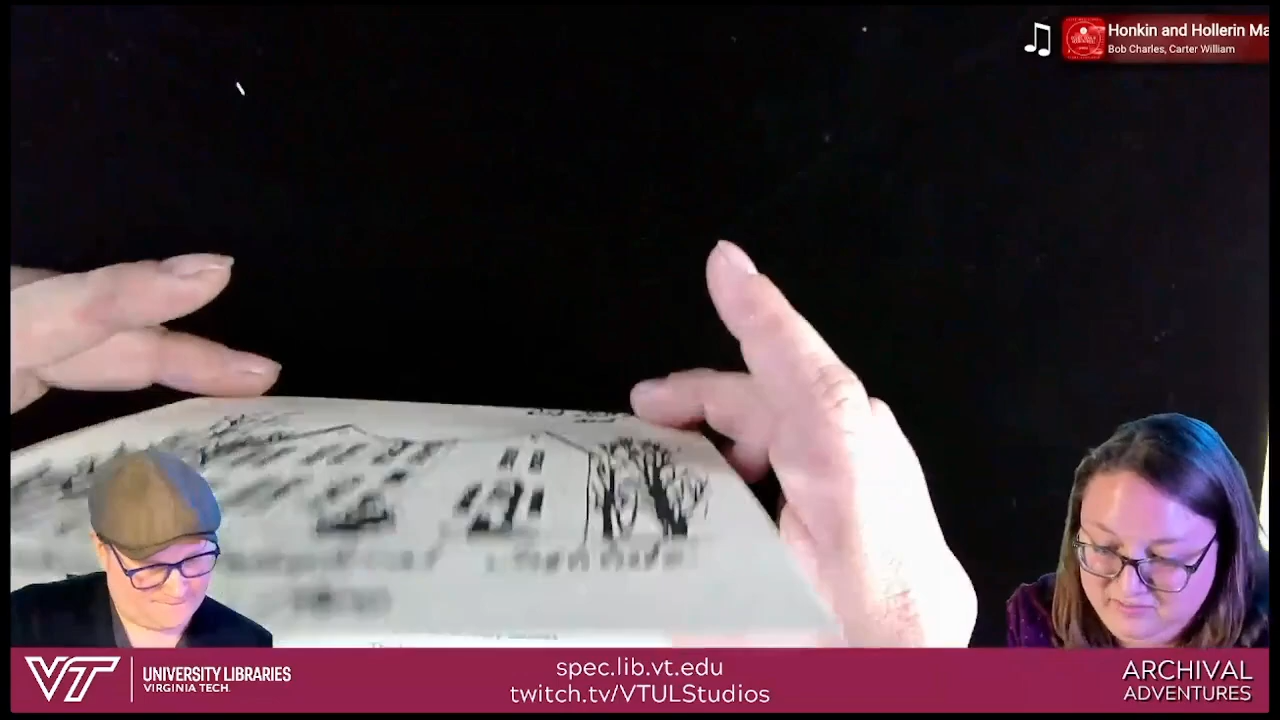 Honkin and Hollerin Ma
Bob Charles, Carter William
VT
UNIVERSITY LIBRARIES
VIRGINIA TECH.
spec.lib.vt.edu
twitch.tv/VTULStudios
ARCHIVAL
ADVENTURES